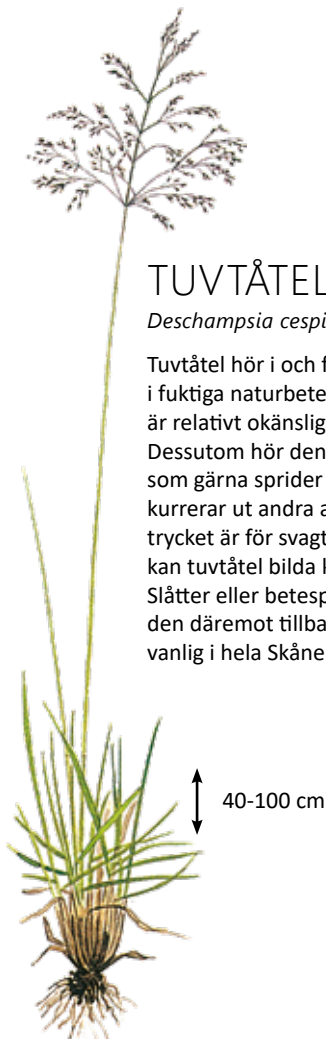 TUVTÅTEL
Deschampsia cespi
Tuvtåtel hör i och f
i fuktiga naturbete
är relativt okänslig
Dessutom hör den
som gärna sprider
kurrerar ut andra a
trycket är för svagt
kan tuvtåtel bilda k
Slåtter eller betesp
den däremot tillba
vanlig i hela Skåne
40-100 cm